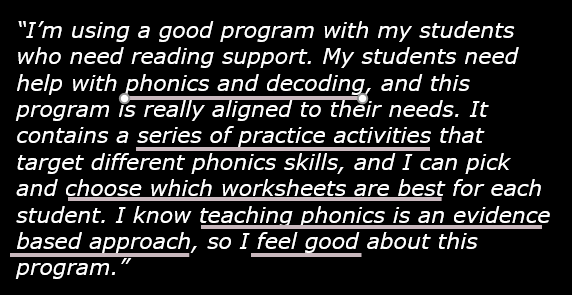 “I’m using a good program with my students
who need reading support. My students need
help with phonics and decoding, and this
program is really aligned to their needs. It
contains a series of practice activities that
target different phonics skills, and I can pick
and choose which worksheets are best for each
student. I know teaching phonics is an evidence
based approach, so I feel good about this
program.”